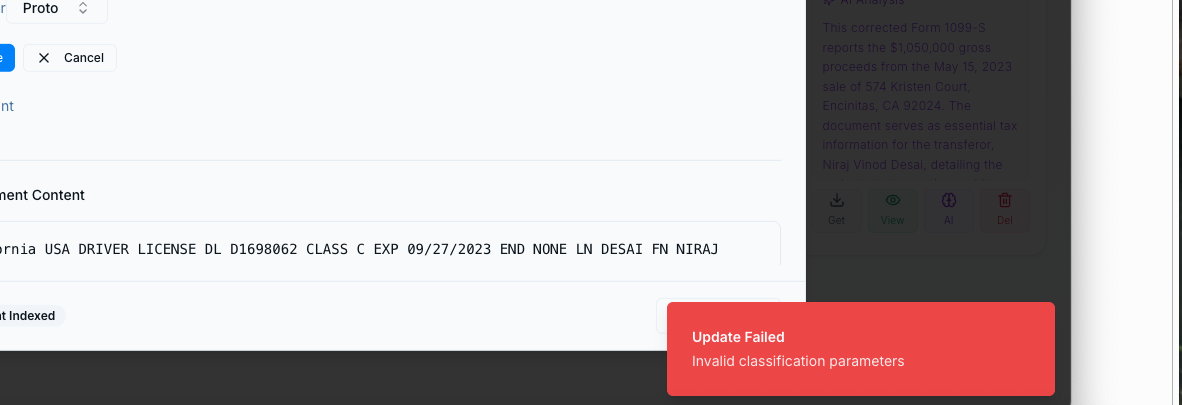 Proto
Cancel
nt
ment Content
ornia USA DRIVER LICENSE DL D1698062 CLASS C EXP 09/27/2023 END NONE LN DESAI FN NIRAJ
t Indexed
AI Analysis
This corrected Form 1099-S
reports the $1,050,000 gross
proceeds from the May 15, 2023
sale of 574 Kristen Court,
Encinitas, CA 92024. The
document serves as essential tax
information for the transferor,
Niraj Vinod Desai, detailing the
Get View AI Del
Update Failed
Invalid classification parameters